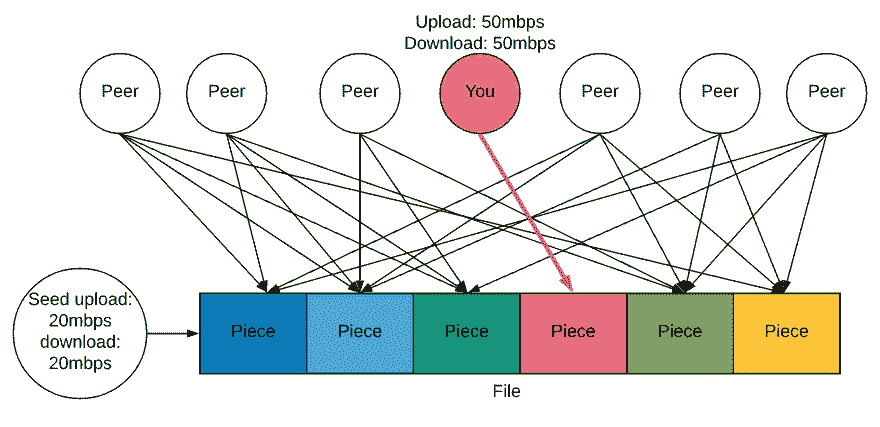 Upload: 50mbps
Download: 50mbps
Peer
Peer
Peer
You
Peer
Peer
Peer
Seed upload:
20mbps
download:
20mbps
Piece
Piece
Piece
Piece
Piece
Piece
File